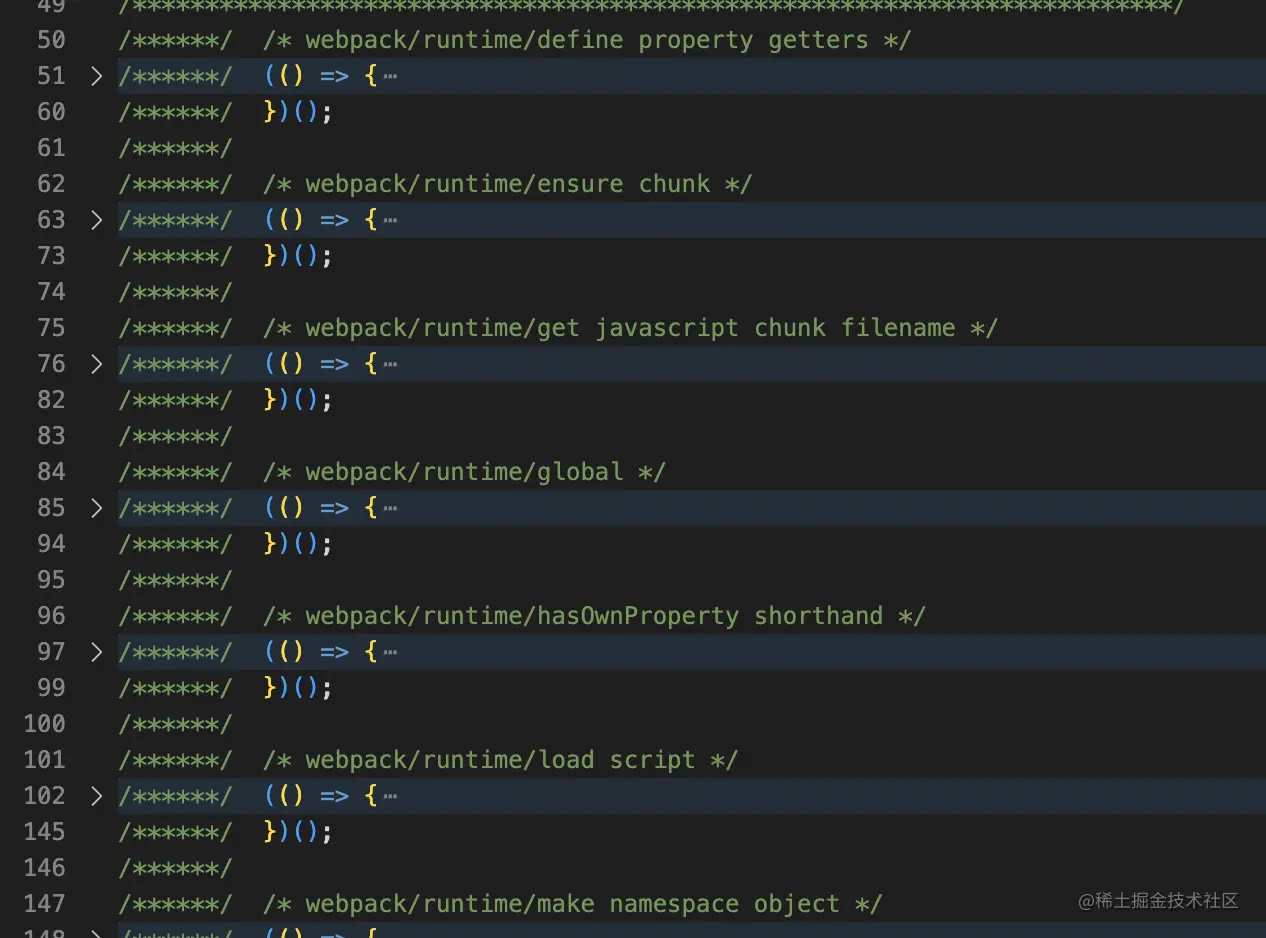 49 /************************************************************************/
50 /******/ /* webpack/runtime/define property getters */
51 > /******/ (() => {⋯
60 /******/ })();
61 /******/
62 /******/ /* webpack/runtime/ensure chunk */
63 > /******/ (() => {⋯
73 /******/ })();
74 /******/
75 /******/ /* webpack/runtime/get javascript chunk filename */
76 > /******/ (() => {⋯
82 /******/ })();
83 /******/
84 /******/ /* webpack/runtime/global */
85 > /******/ (() => {⋯
94 /******/ })();
95 /******/
96 /******/ /* webpack/runtime/hasOwnProperty shorthand */
97 > /******/ (() => {⋯
99 /******/ })();
100 /******/
101 /******/ /* webpack/runtime/load script */
102 > /******/ (() => {⋯
145 /******/ })();
146 /******/
147 /******/ /* webpack/runtime/make namespace object */
@稀土掘金技术社区
148 > /******/ (() => {